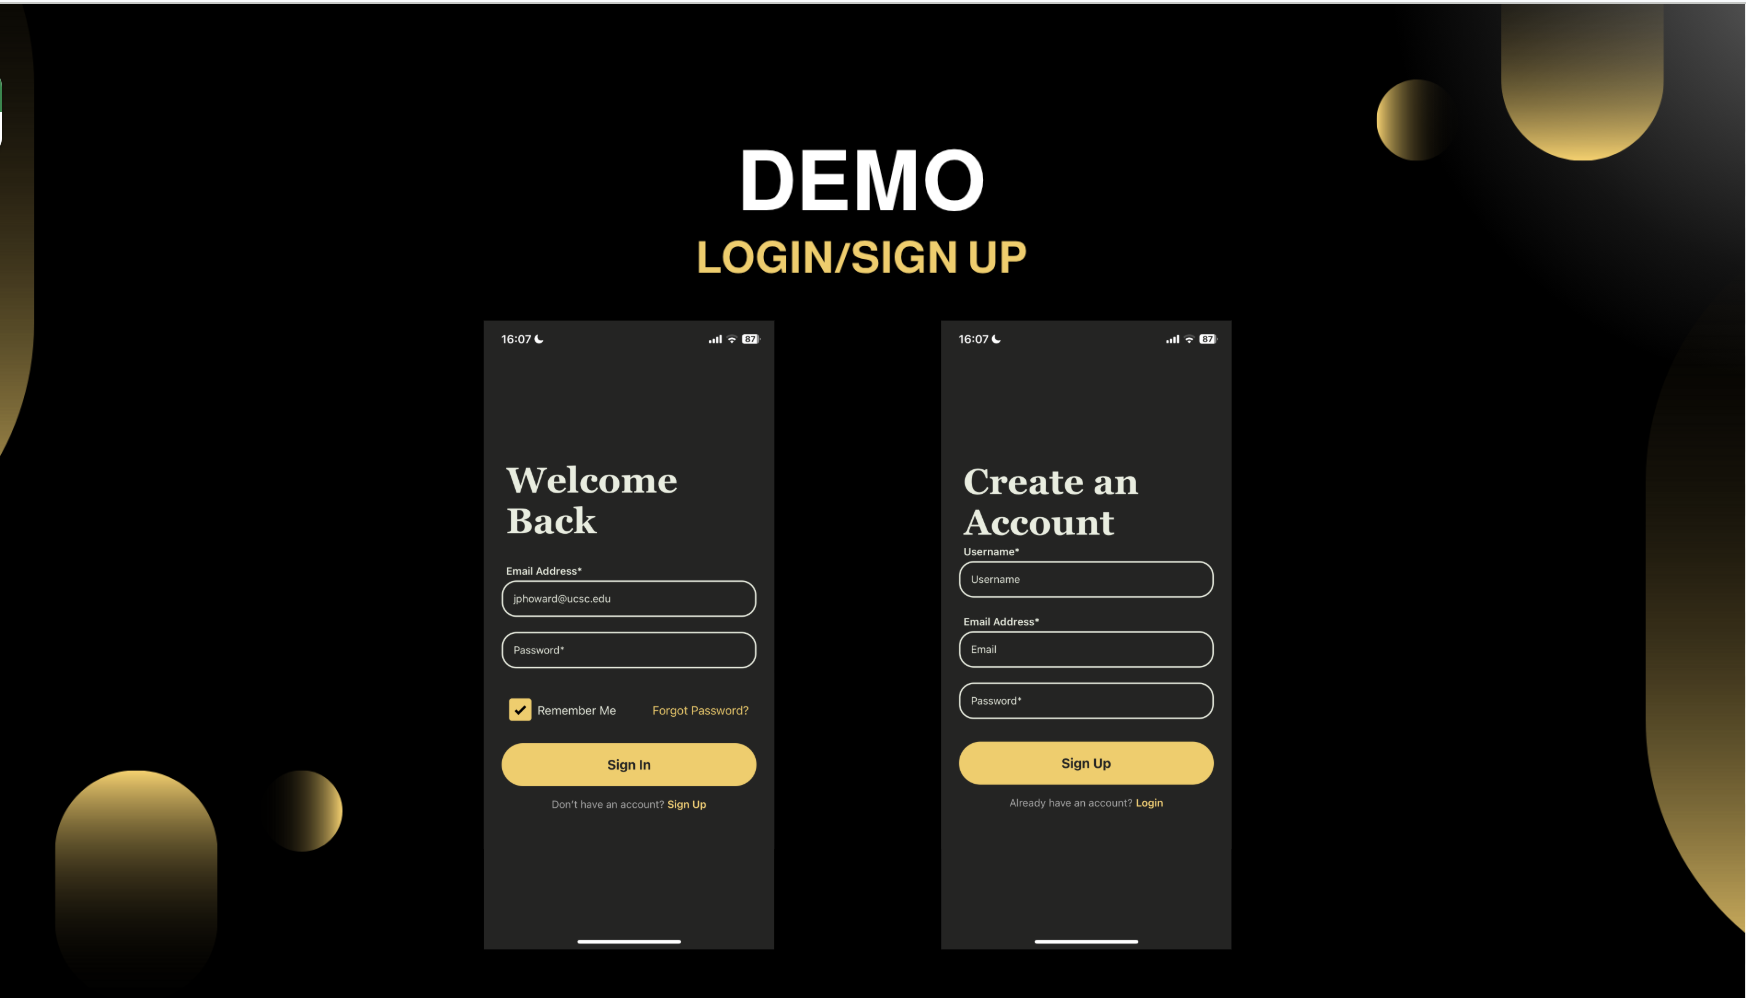 DEMO
LOGIN/SIGN UP
16:07
87
Welcome
Back
Email Address*
jphoward@ucsc.edu
Password*
Remember Me
Forgot Password?
Sign In
Don't have an account? Sign Up
16:07
87
Create an
Account
Username*
Username
Email Address*
Email
Password*
Sign Up
Already have an account? Login